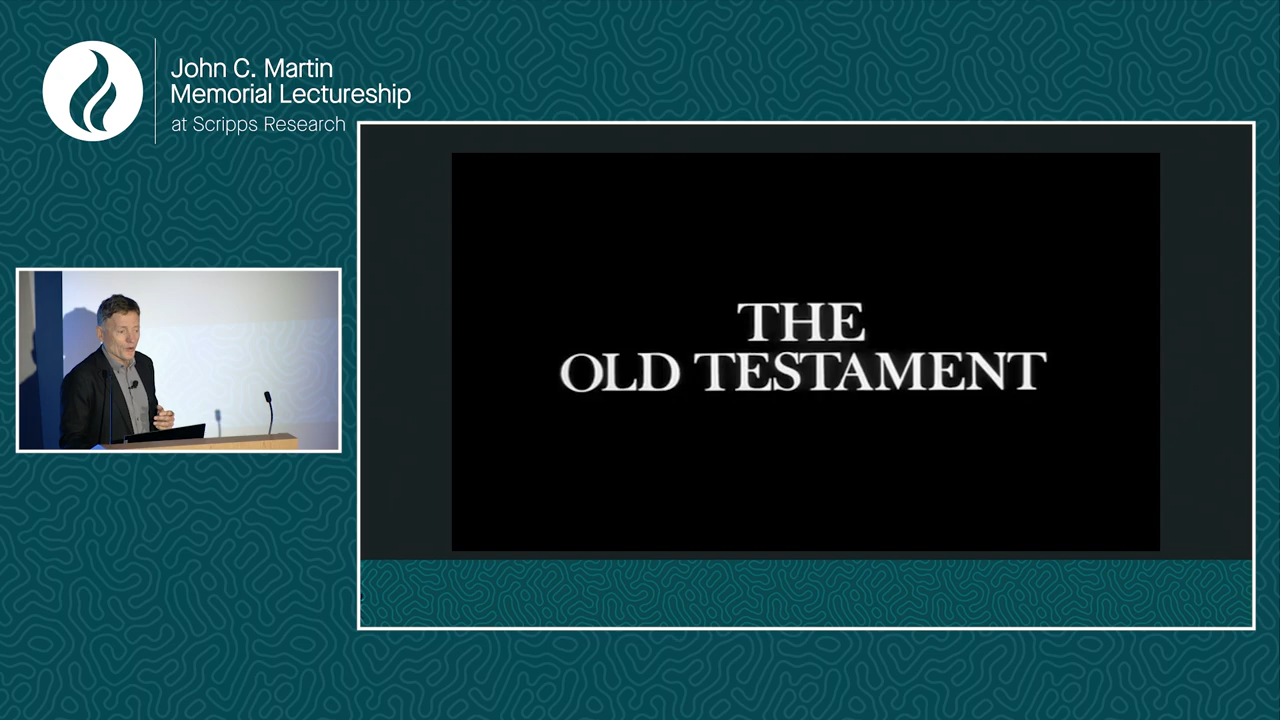 John C. Martin
Memorial Lectureship
at Scripps Research
THE
OLD TESTAMENT